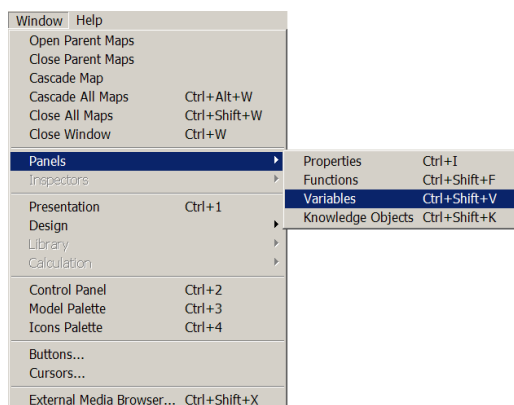 Window Help
Open Parent Maps
Close Parent Maps
Cascade Map
Cascade All Maps Ctrl+Alt+W
Close All Maps Ctrl+Shift+W
Close Window Ctrl+W
Panels
Inspectors
Presentation Ctrl+1
Design
Library
Calculation
Control Panel Ctrl+2
Model Palette Ctrl+3
Icons Palette Ctrl+4
Buttons...
Cursors...
External Media Browser... Ctrl+Shift+X
Properties Ctrl+I
Functions Ctrl+Shift+F
Variables Ctrl+Shift+V
Knowledge Objects Ctrl+Shift+K